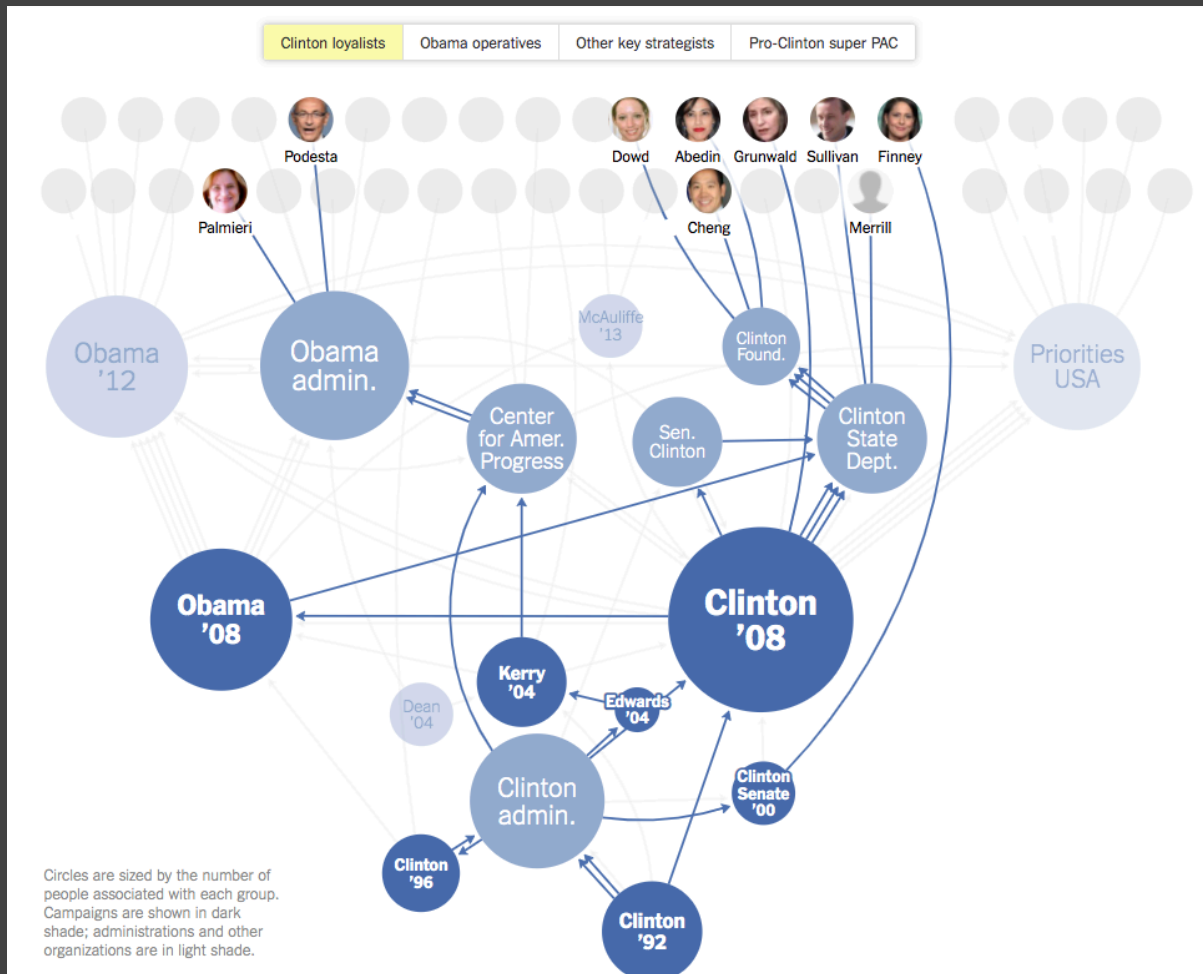 Clinton loyalists
Obama operatives
Other key strategists
Pro-Clinton super PAC
Podesta
Dowd
Abedin
Grunwald
Sullivan
Finney
Palmieri
Cheng
Merrill
Obama
'12
Obama
admin.
McAuliffe
'13
Clinton
Found.
Priorities
USA
Center
for Amer.
Progress
Sen.
Clinton
Clinton
State
Dept.
Obama
'08
Clinton
'08
Kerry
'04
Edwards
'04
Dean
'04
Clinton
admin.
Clinton
Senate
'00
Clinton
'96
Clinton
'92
Circles are sized by the number of
people associated with each group.
Campaigns are shown in dark
shade; administrations and other
organizations are in light shade.